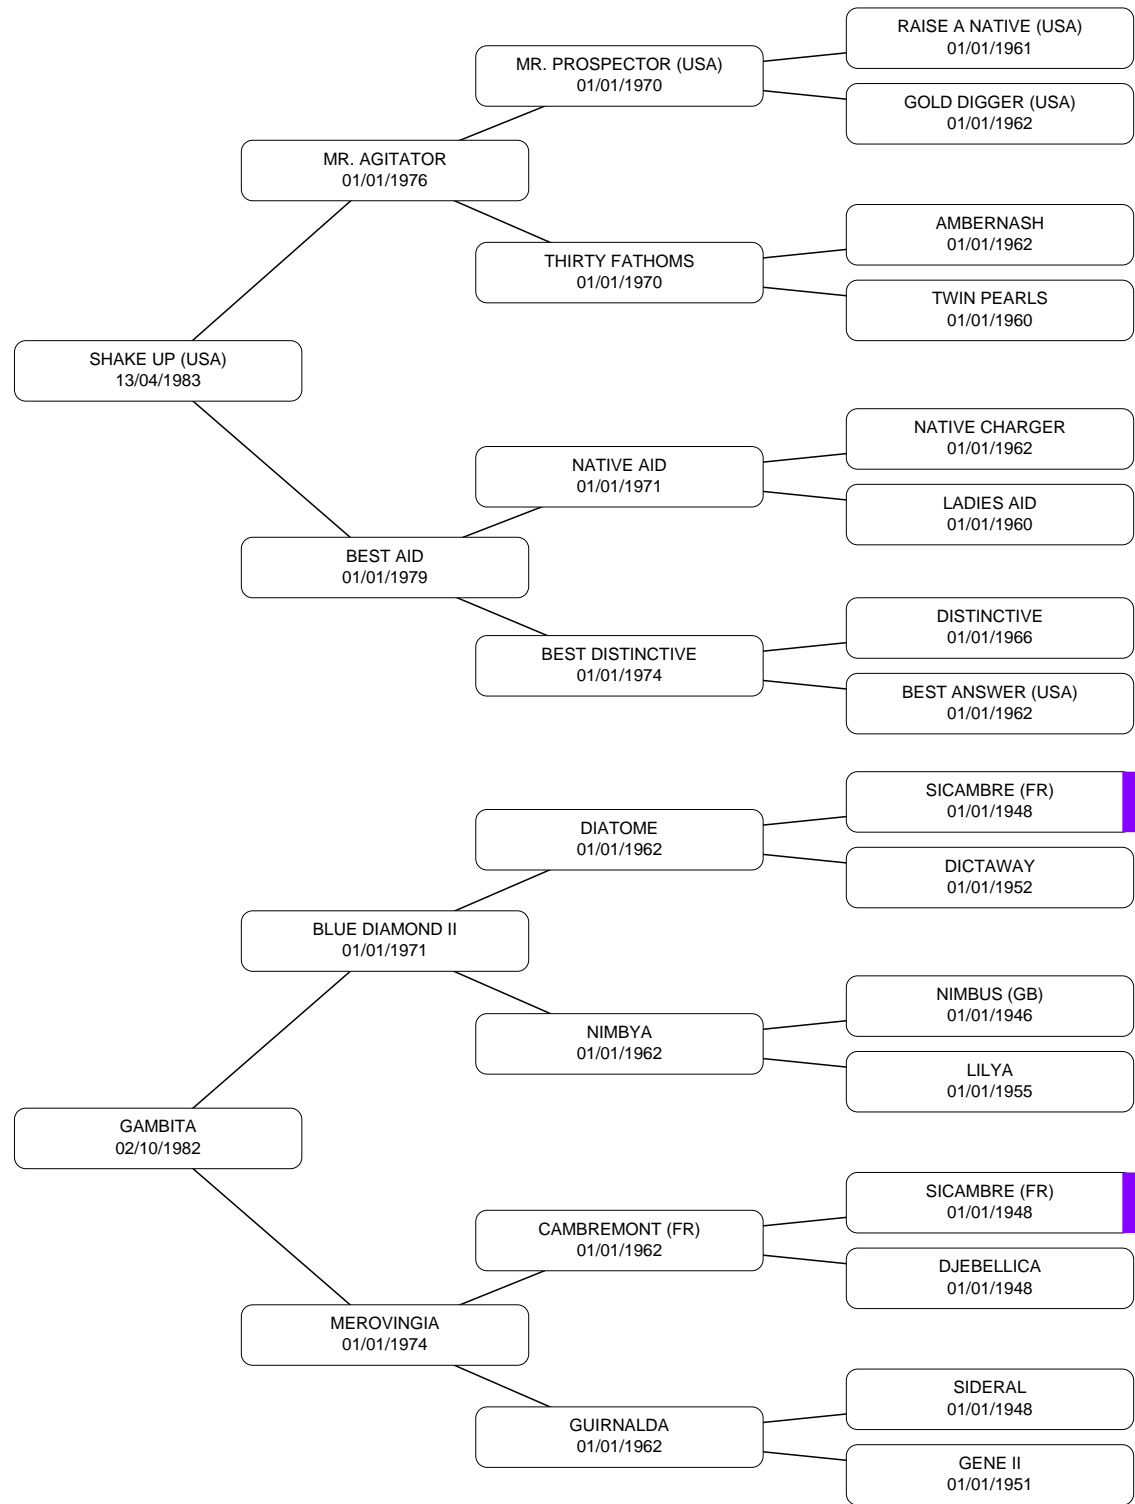 RAISE A NATIVE (USA)
01/01/1961
MR. PROSPECTOR (USA)
01/01/1970
GOLD DIGGER (USA)
01/01/1962
MR. AGITATOR
01/01/1976
AMBERNASH
01/01/1962
THIRTY FATHOMS
01/01/1970
TWIN PEARLS
01/01/1960
SHAKE UP (USA)
13/04/1983
NATIVE CHARGER
01/01/1962
NATIVE AID
01/01/1971
LADIES AID
01/01/1960
BEST AID
01/01/1979
DISTINCTIVE
01/01/1966
BEST DISTINCTIVE
01/01/1974
BEST ANSWER (USA)
01/01/1962
SICAMBRE (FR)
01/01/1948
DIATOME
01/01/1962
DICTAWAY
01/01/1952
BLUE DIAMOND II
01/01/1971
NIMBUS (GB)
01/01/1946
NIMBYA
01/01/1962
LILYA
01/01/1955
GAMBITA
02/10/1982
SICAMBRE (FR)
01/01/1948
CAMBREMONT (FR)
01/01/1962
DJEBELLICA
01/01/1948
MEROVINGIA
01/01/1974
SIDERAL
01/01/1948
GUIRNALDA
01/01/1962
GENE II
01/01/1951